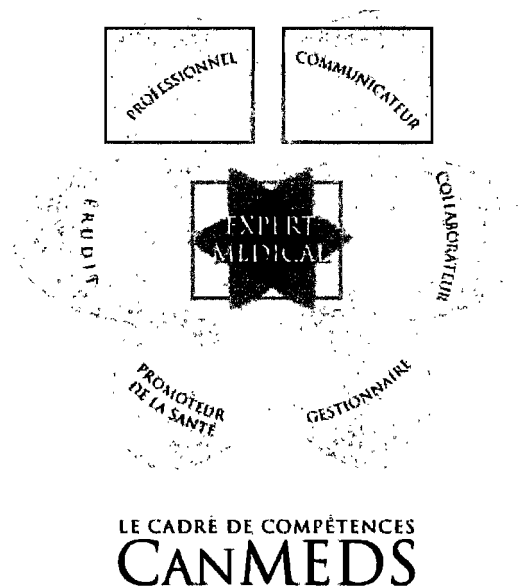 PROFESSIONNEL
COMMUNICATEUR
ÉRUDIT
EXPERT
MÉDICAL
COLLABORATEUR
PROMOTEUR
DE LA SANTÉ
GESTIONNAIRE
LE CADRE DE COMPÉTENCES
CANMEDS